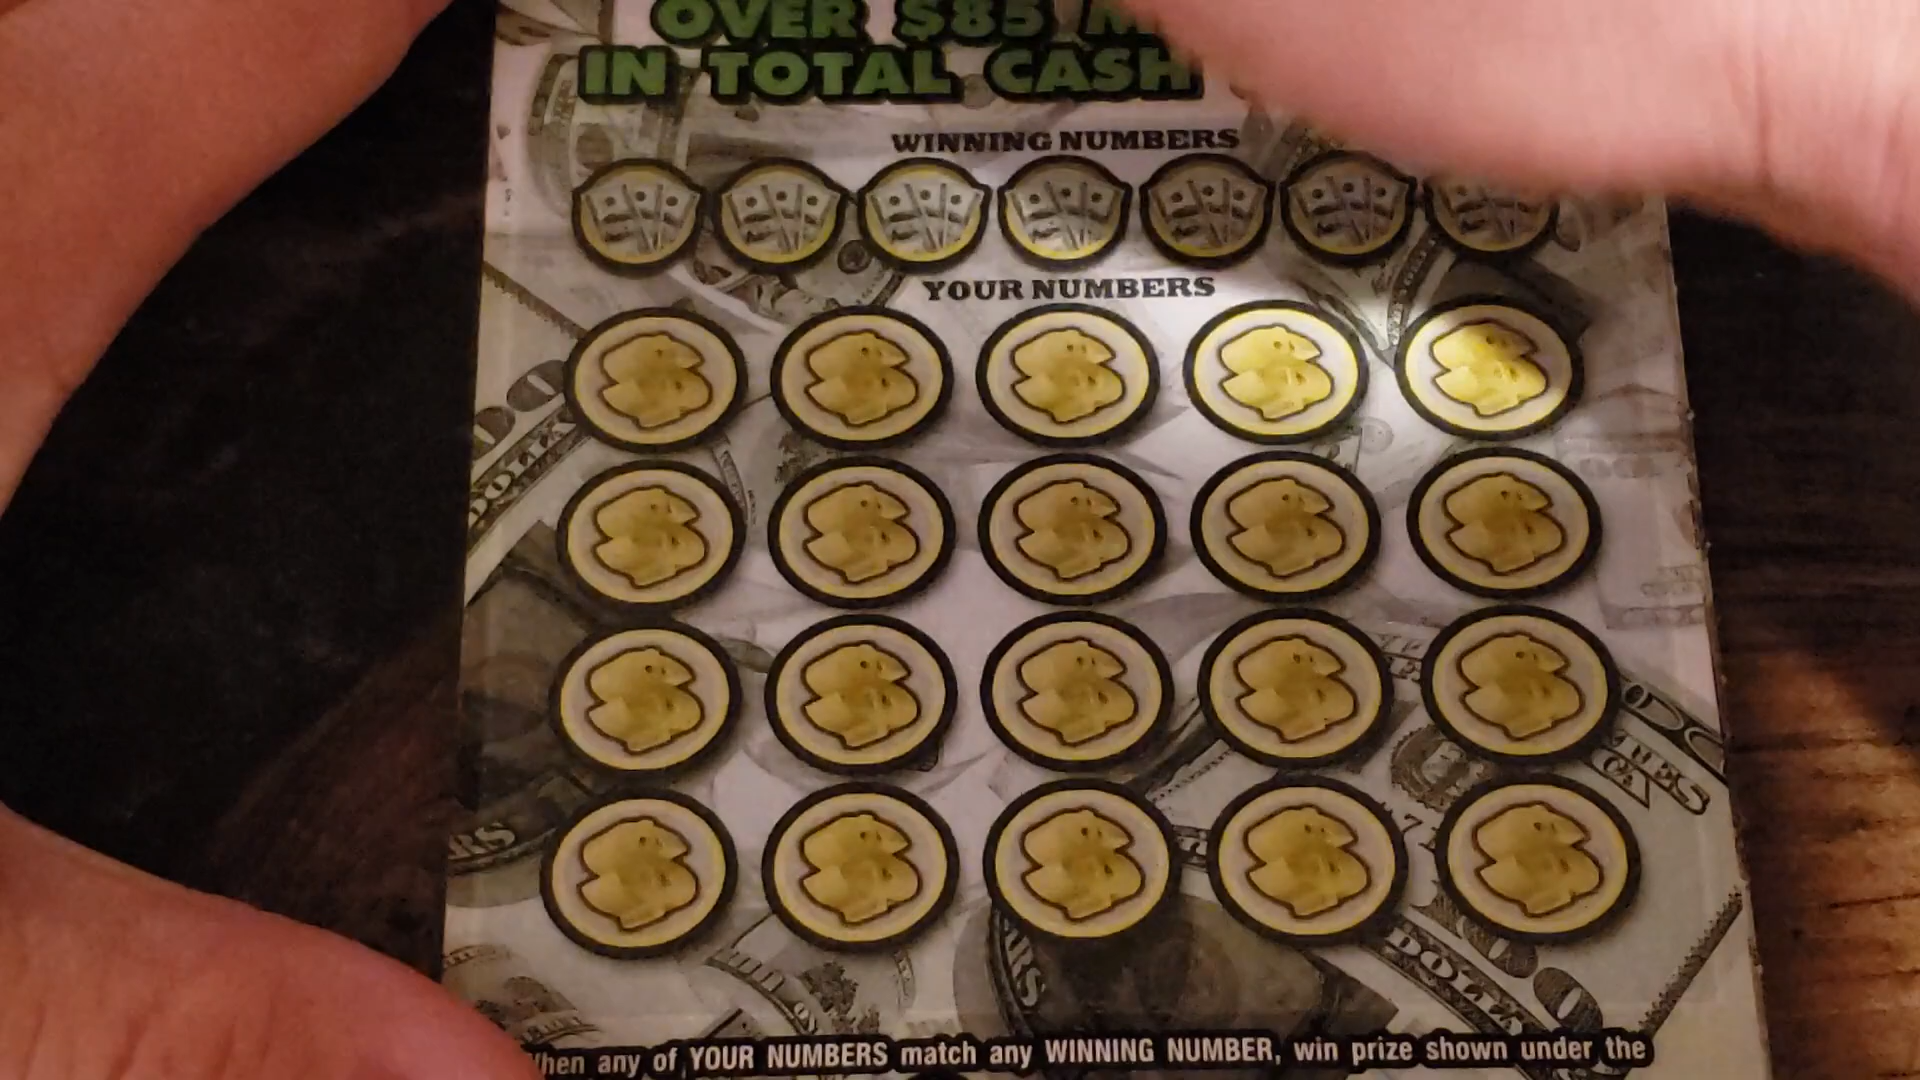 OVER $85
IN TOTAL CASH
WINNING NUMBERS
YOUR NUMBERS
When any of YOUR NUMBERS match any WINNING NUMBER, win prize shown under the